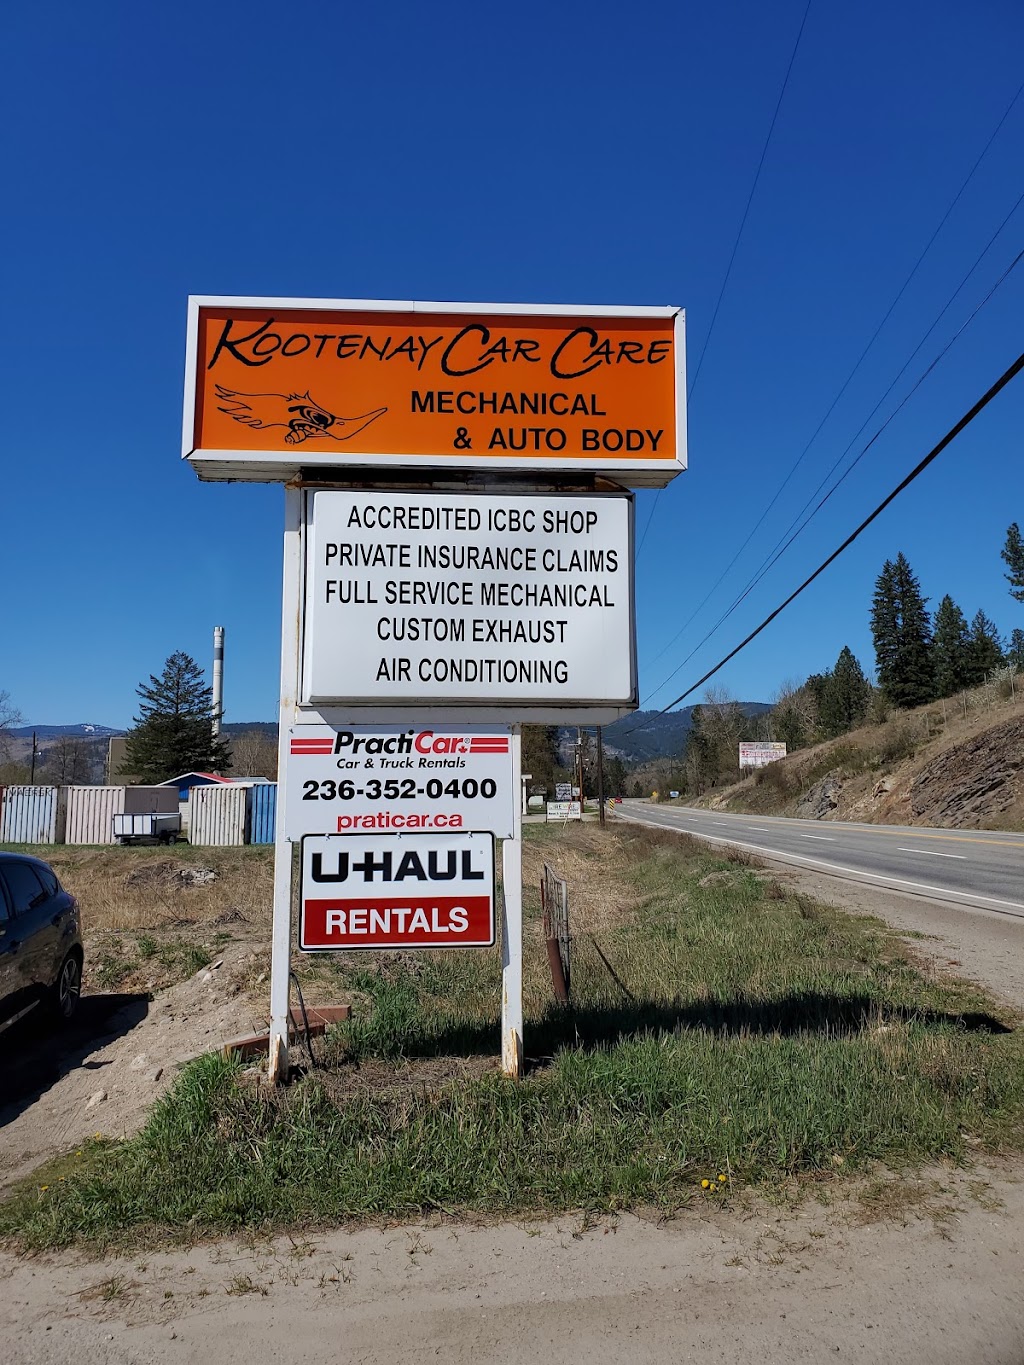 KOOTENAY CAR CARE
MECHANICAL
& AUTO BODY
ACCREDITED ICBC SHOP
PRIVATE INSURANCE CLAIMS
FULL SERVICE MECHANICAL
CUSTOM EXHAUST
AIR CONDITIONING
PractiCar®
Car & Truck Rentals
236-352-0400
praticar.ca
U-HAUL
RENTALS